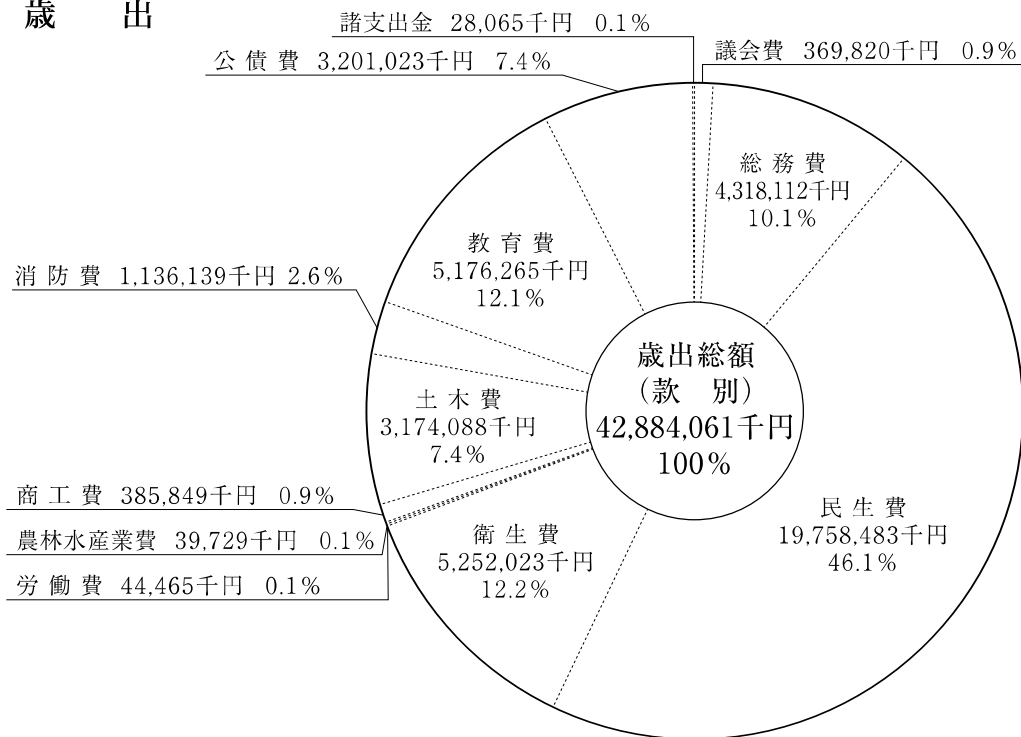 歳 出
諸支出金 28,065千円 0.1%
議会費 369,820千円 0.9%
公債費 3,201,023千円 7.4%
総務費
4,318,112千円
10.1%
教育費
5,176,265千円
12.1%
消防費 1,136,139千円 2.6%
歳出総額
(款 別)
42,884,061千円
100%
土木費
3,174,088千円
7.4%
商工費 385,849千円 0.9%
農林水産業費 39,729千円 0.1%
労働費 44,465千円 0.1%
衛生費
5,252,023千円
12.2%
民生費
19,758,483千円
46.1%